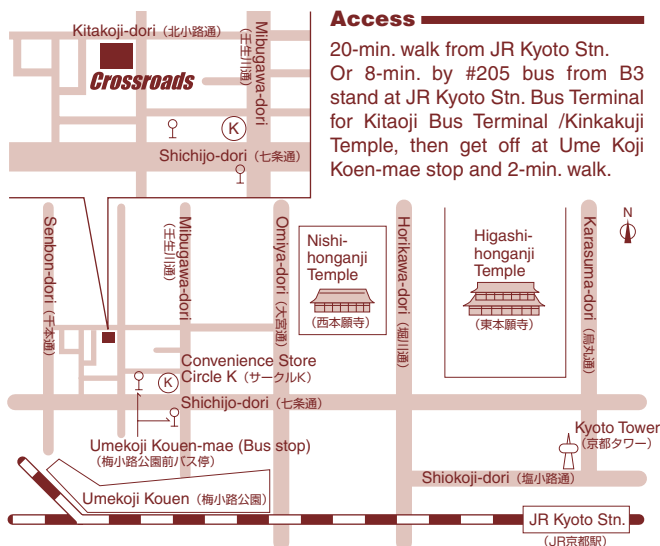 Kitakoji-dori（北小路通）
Crossroads
Mibugawa-dori
（壬生川通）
K
Shichijo-dori（七条通）
Access
20-min. walk from JR Kyoto Stn.
Or 8-min. by #205 bus from B3
stand at JR Kyoto Stn. Bus Terminal
for Kitaoji Bus Terminal /Kinkakuji
Temple, then get off at Ume Koji
Koen-mae stop and 2-min. walk.
N
Senbon-dori（千本通）
Mibugawa-dori
（壬生川通）
Omiya-dori（大宮通）
Nishi-
honganji
Temple
（西本願寺）
Horikawa-dori（堀川通）
Higashi-
honganji
Temple
（東本願寺）
Karasuma-dori（烏丸通）
Convenience Store
Circle K（サークルK）
K
Shichijo-dori（七条通）
Umekoji Kouen-mae (Bus stop)
（梅小路公園前バス停）
Kyoto Tower
（京都タワー）
Shiokoji-dori（塩小路通）
Umekoji Kouen（梅小路公園）
JR Kyoto Stn.
（JR京都駅）